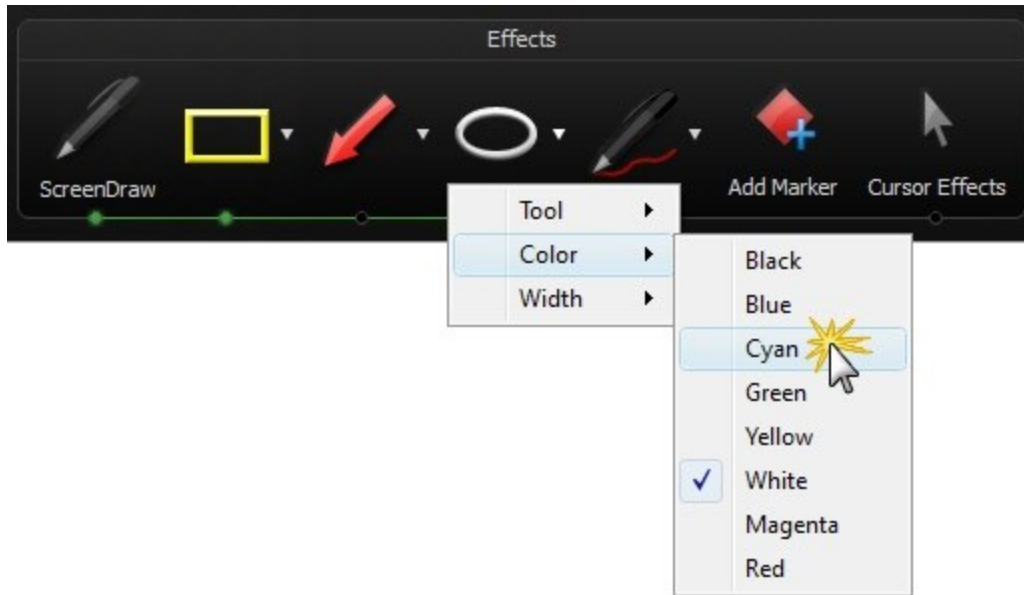 Effects
ScreenDraw
Add Marker
Cursor Effects
Tool
Color
Width
Black
Blue
Cyan
Green
Yellow
White
Magenta
Red